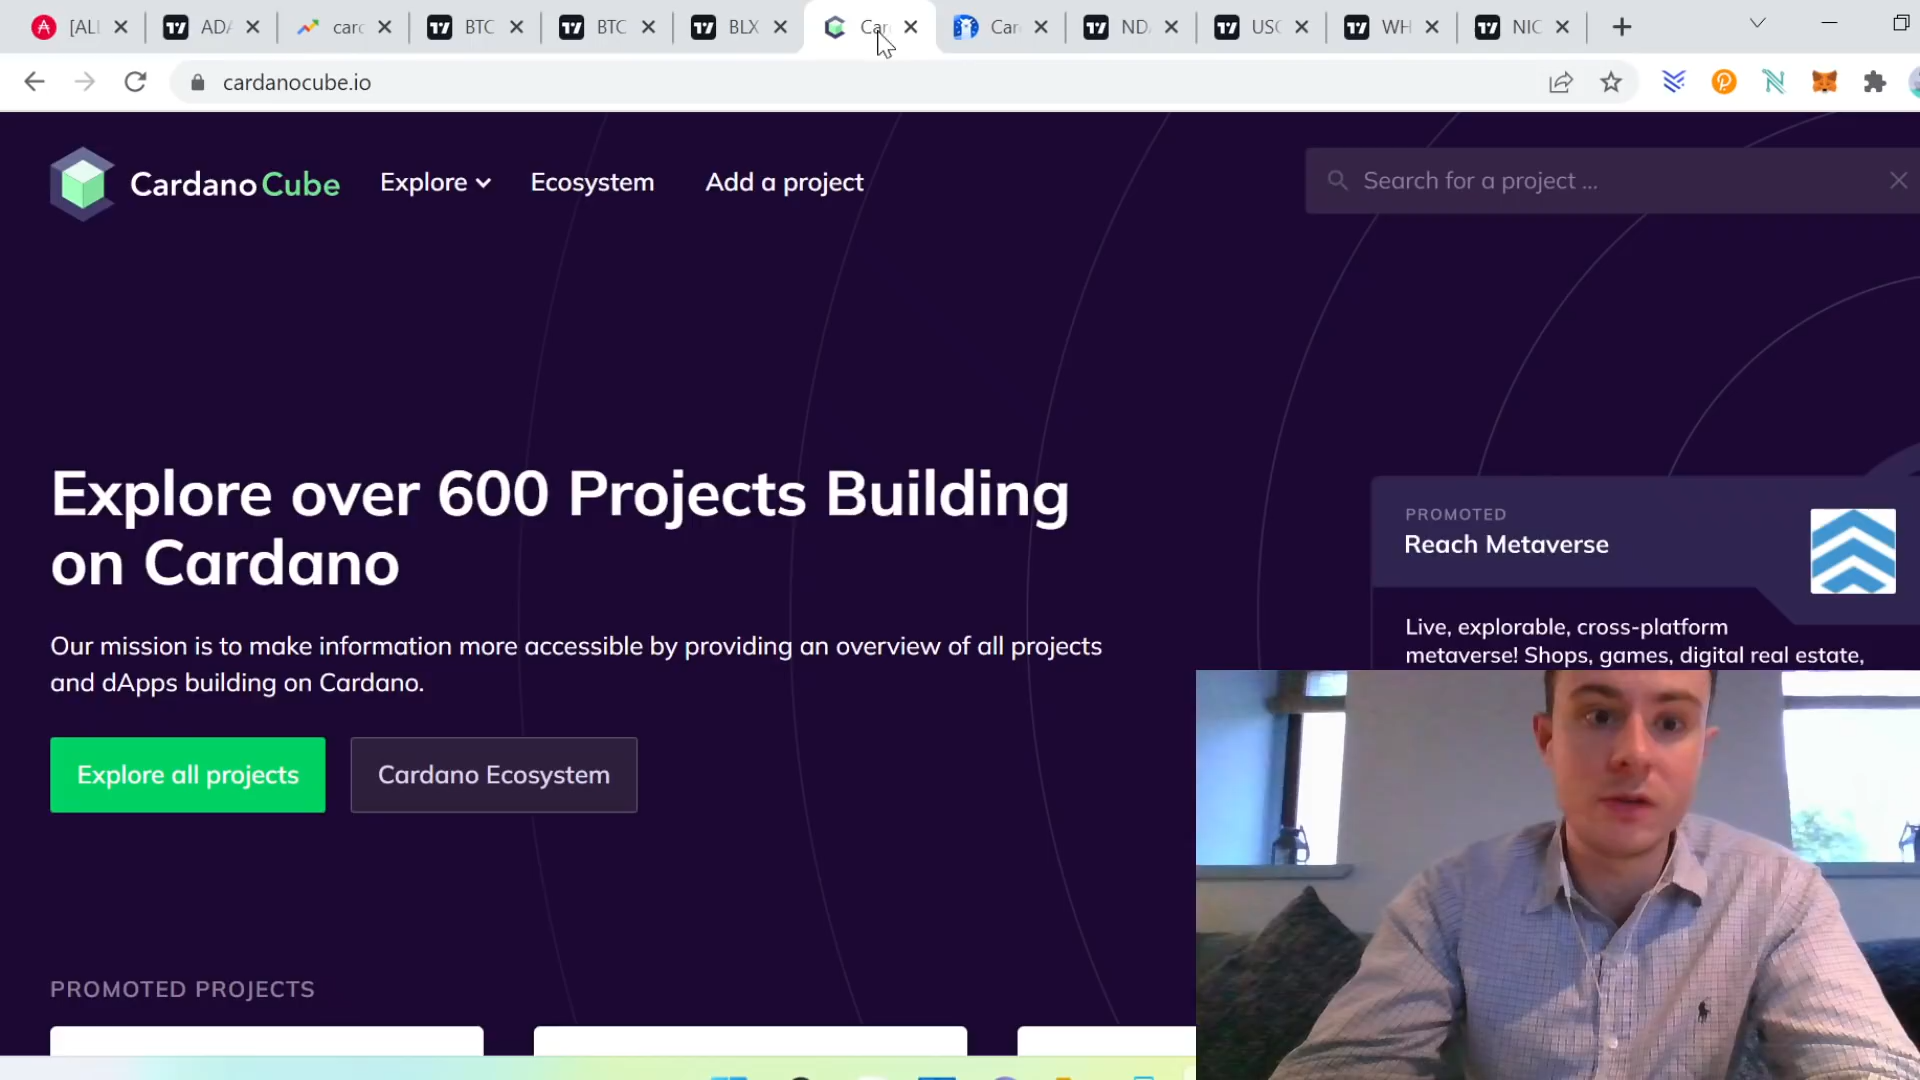 [ALI
ADA
card
BTC
BTC
BLX
Car
Car
ND
USC
WH
NIC
cardanocube.io
CardanoCube
Explore
Ecosystem
Add a project
Search for a project ...
Explore over 600 Projects Building
on Cardano
Our mission is to make information more accessible by providing an overview of all projects
and dApps building on Cardano.
Explore all projects
Cardano Ecosystem
PROMOTED
Reach Metaverse
Live, explorable, cross-platform
metaverse! Shops, games, digital real estate,
PROMOTED PROJECTS